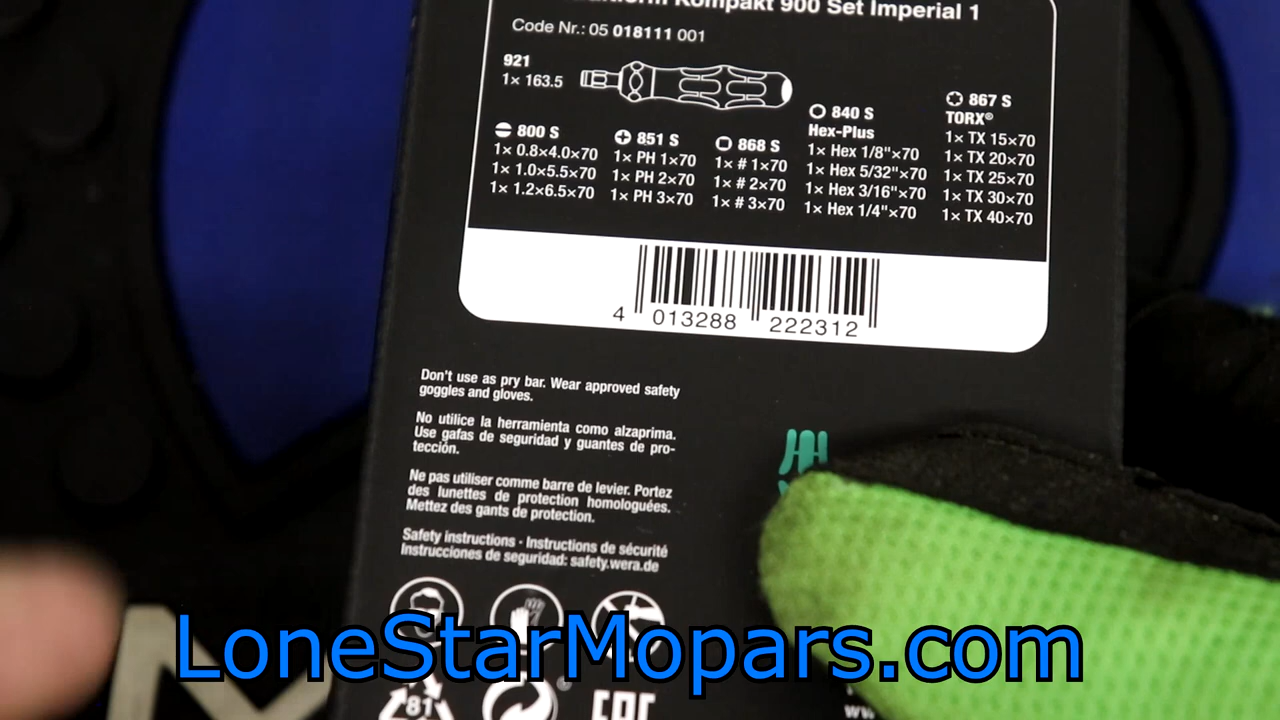 Kompakt 900 Set Imperial 1
Code Nr.: 05 018111 001
921
1× 163.5
800 S
1× 0.8×4.0×70
1× 1.0×5.5×70
1× 1.2×6.5×70
851 S
1× PH 1×70
1× PH 2×70
1× PH 3×70
868 S
1× # 1×70
1× # 2×70
1× # 3×70
840 S
Hex-Plus
1× Hex 1/8"×70
1× Hex 5/32"×70
1× Hex 3/16"×70
1× Hex 1/4"×70
867 S
TORX®
1× TX 15×70
1× TX 20×70
1× TX 25×70
1× TX 30×70
1× TX 40×70
4 013288 222312
Don't use as pry bar. Wear approved safety
goggles and gloves.
No utilice la herramienta como alzaprima.
Use gafas de seguridad y guantes de pro-
tección.
Ne pas utiliser comme barre de levier. Portez
des lunettes de protection homologuées.
Mettez des gants de protection.
Safety instructions · Instructions de sécurité
Instrucciones de seguridad: safety.wera.de
LoneStarMopars.com
81